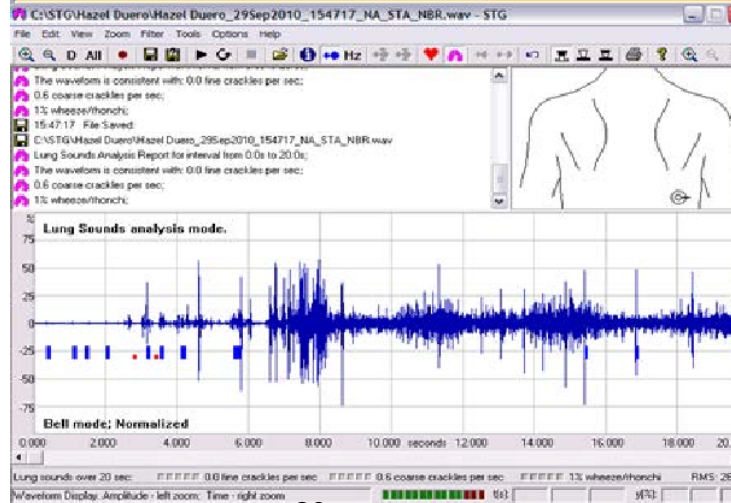 C:\STG\Hazel Duero\Hazel Duero_29Sep2010_154717_NA_STA_NBR.wav - STG
File Edit View Zoom Filter Tools Options Help
D All Hz
The waveform is consistent with: 0.0 fine crackles per sec;
0.6 coarse crackles per sec;
1% wheeze/rhonchi;
15:47:17 File Saved:
C:\STG\Hazel Duero\Hazel Duero_29Sep2010_154717_NA_STA_NBR.wav
Lung Sounds Analysis Report for interval from 0.0s to 20.0s;
The waveform is consistent with: 0.0 fine crackles per sec;
0.6 coarse crackles per sec;
1% wheeze/rhonchi;
Lung Sounds analysis mode.
75
50
25
0
-25
-50
-75
Bell mode; Normalized
0.000 2.000 4.000 6.000 8.000 10.000 seconds 12.000 14.000 16.000 18.000 20.
Lung sounds over 20 sec: 0.0 fine crackles per sec 0.6 coarse crackles per sec 1% wheeze/rhonchi RMS: 26
Waveform Display. Amplitude - left zoom; Time - right zoom t(s) y(%)